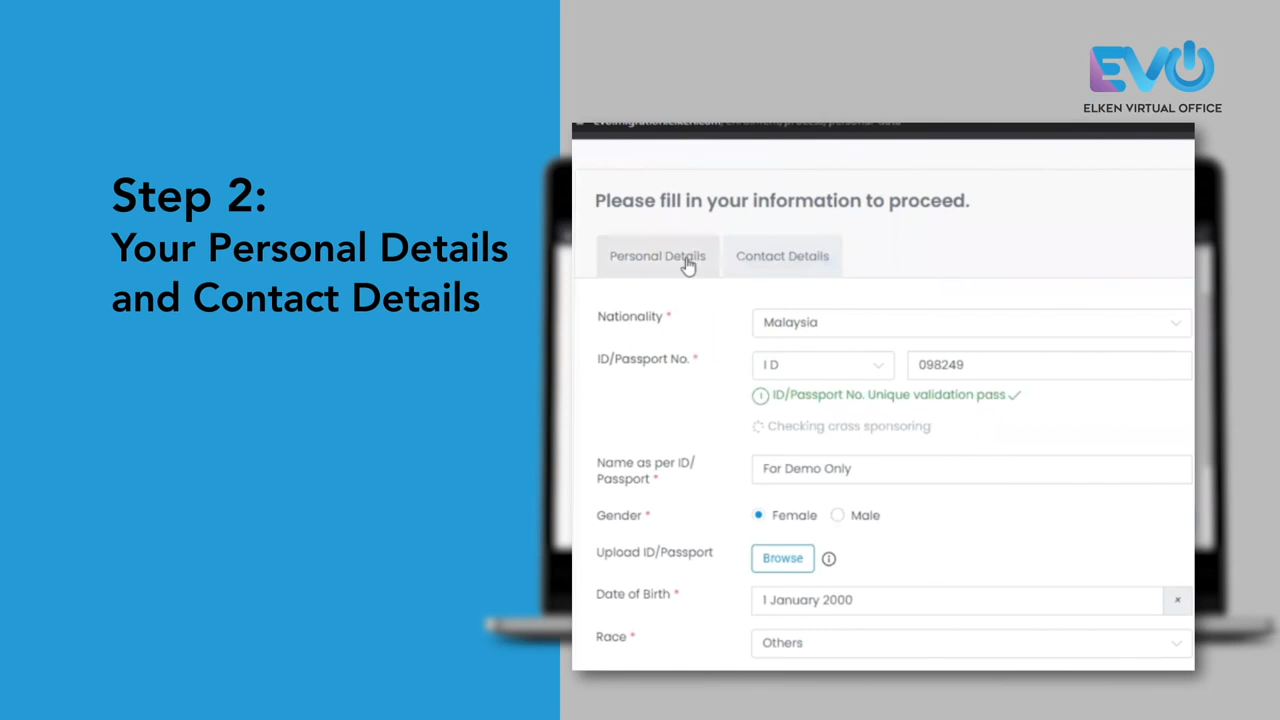 EVO
ELKEN VIRTUAL OFFICE
Step 2:
Your Personal Details
and Contact Details
Please fill in your information to proceed.
Personal Details
Contact Details
Nationality *
Malaysia
ID/Passport No. *
ID
098249
ID/Passport No. Unique validation pass
Checking cross sponsoring
Name as per ID/
Passport *
For Demo Only
Gender *
Female
Male
Upload ID/Passport
Browse
Date of Birth *
1 January 2000
×
Race *
Others